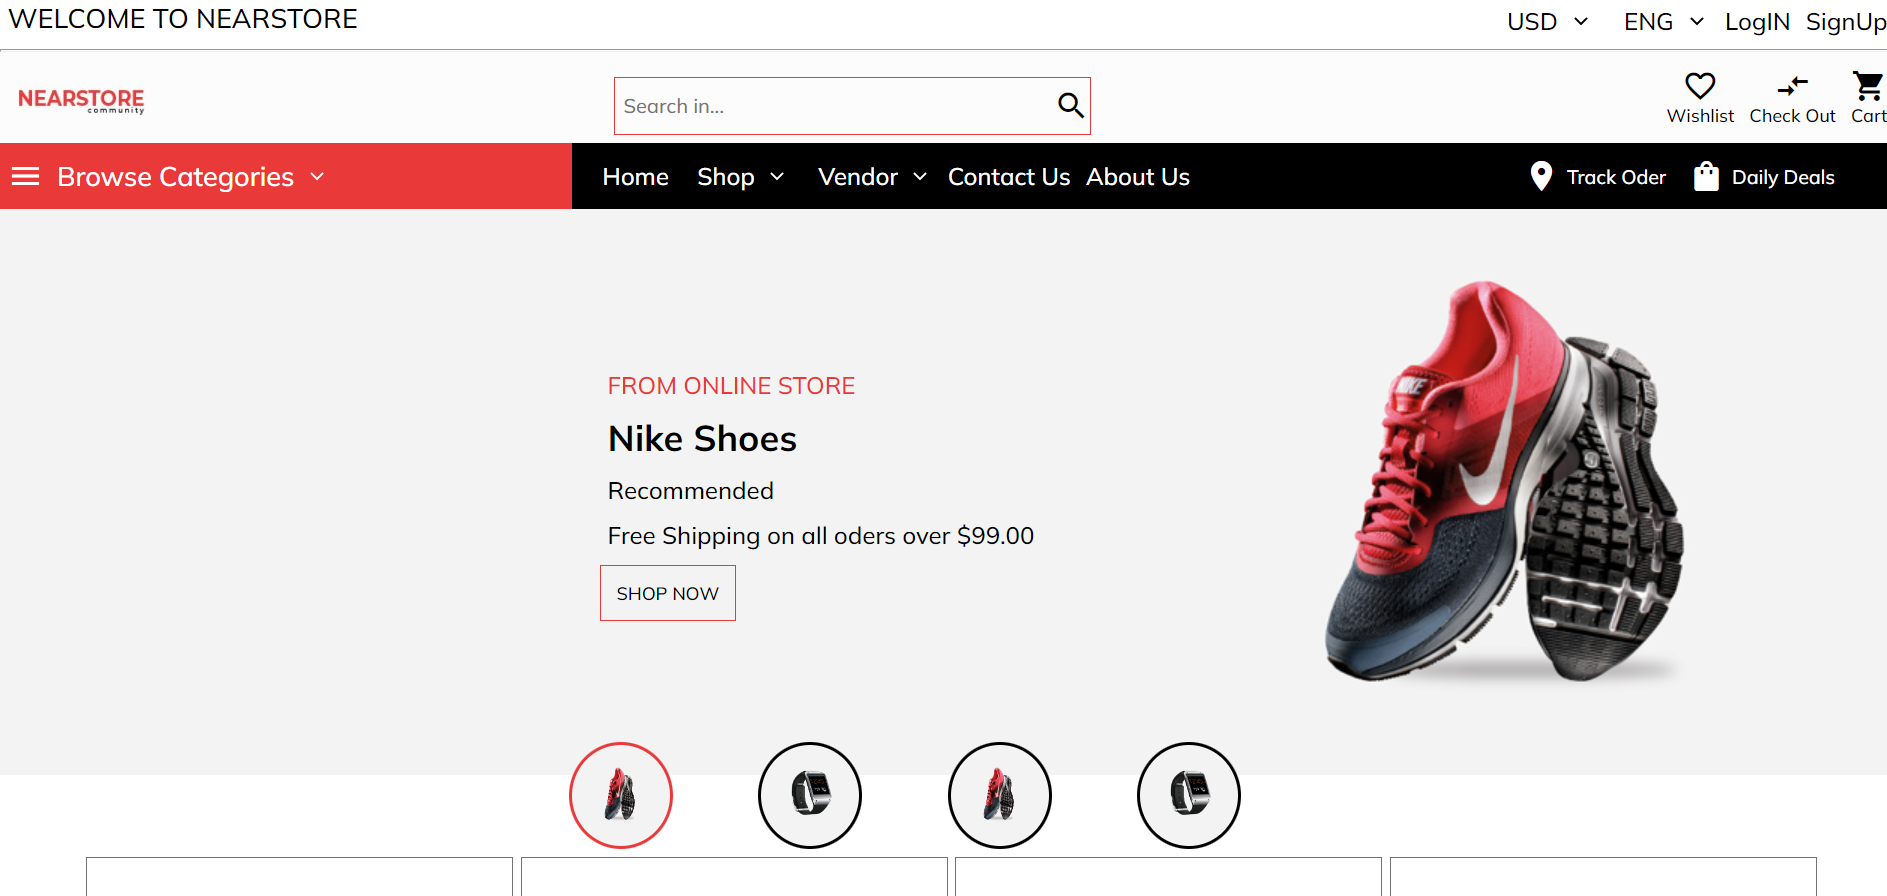 WELCOME TO NEARSTORE
USD ENG LogIN SignUp
NEARSTORE
community
Search in...
Wishlist Check Out Cart
Browse Categories Home Shop Vendor Contact Us About Us Track Oder Daily Deals
FROM ONLINE STORE
Nike Shoes
Recommended
Free Shipping on all oders over $99.00
SHOP NOW
NIKE